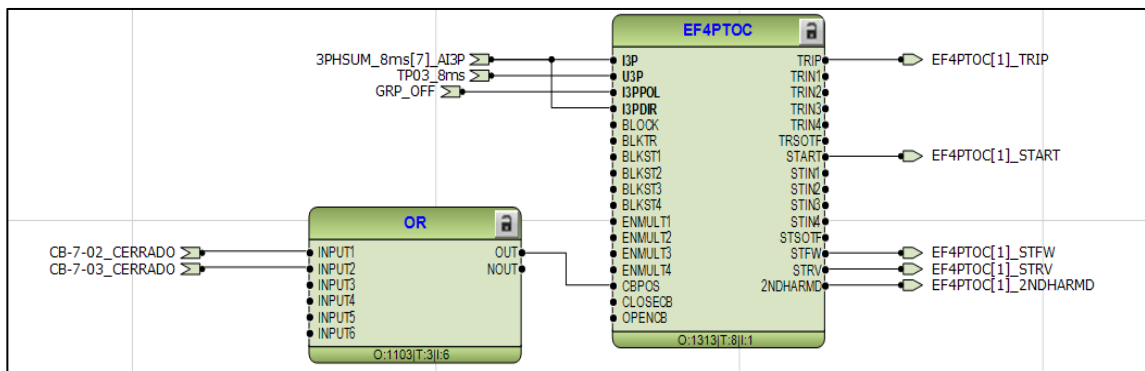 EF4PTOC
3PHSUM_8ms[7]_AI3P
TP03_8ms
GRP_OFF
I3P
U3P
I3PPOL
I3PDIR
BLOCK
BLKTR
BLKST1
BLKST2
BLKST3
BLKST4
ENMULT1
ENMULT2
ENMULT3
ENMULT4
CBPOS
CLOSECB
OPENCB
TRIP
TRIN1
TRIN2
TRIN3
TRIN4
TRSOTF
START
STIN1
STIN2
STIN3
STIN4
STSOTF
STFW
STRV
2NDHARMD
EF4PTOC[1]_TRIP
EF4PTOC[1]_START
EF4PTOC[1]_STFW
EF4PTOC[1]_STRV
EF4PTOC[1]_2NDHARMD
O:1313|T:8|I:1
OR
CB-7-02_CERRADO
CB-7-03_CERRADO
INPUT1
INPUT2
INPUT3
INPUT4
INPUT5
INPUT6
OUT
NOUT
O:1103|T:3|I:6